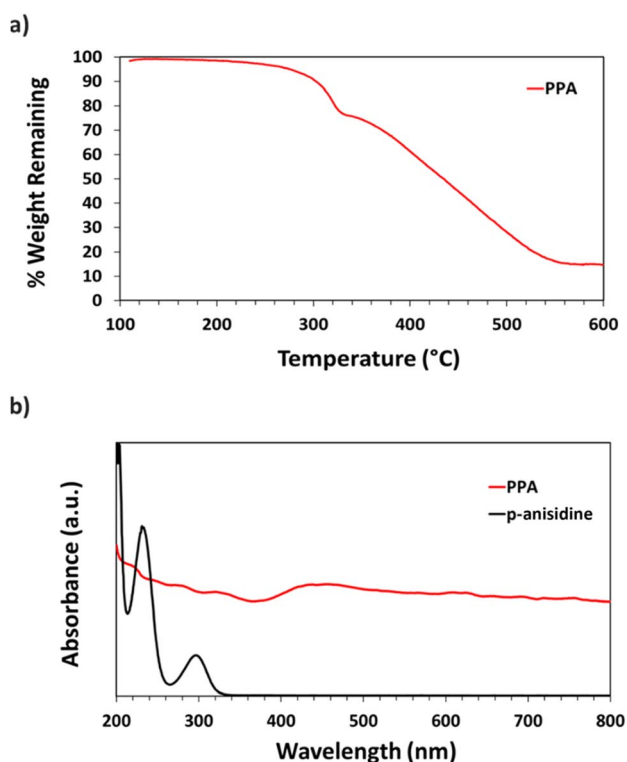 a)
% Weight Remaining
100
90
80
70
60
50
40
30
20
10
0
PPA
100 200 300 400 500 600
Temperature (°C)
b)
Absorbance (a.u.)
PPA
p-anisidine
200 300 400 500 600 700 800
Wavelength (nm)